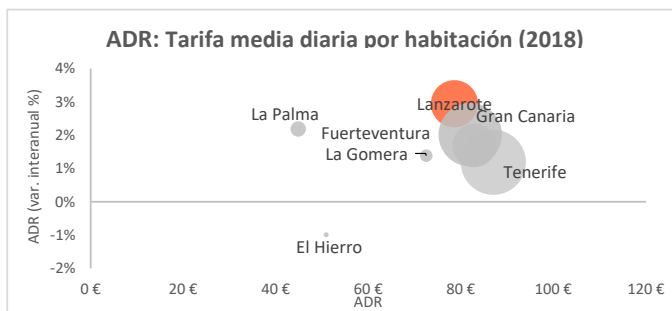 ADR: Tarifa media diaria por habitación (2018)
ADR (var. interanual %)
4%
3%
2%
1%
0%
-1%
-2%
Lanzarote
Gran Canaria
La Palma
Fuerteventura
La Gomera
Tenerife
El Hierro
0 € 20 € 40 € 60 € 80 € 100 € 120 €
ADR